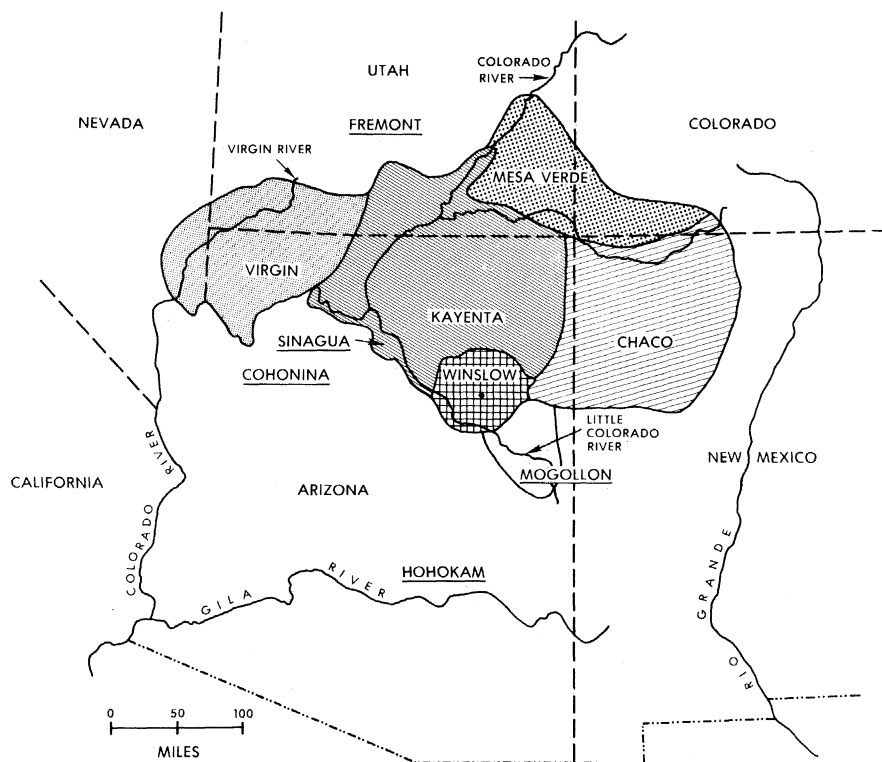 COLORADO
RIVER
UTAH
NEVADA
FREMONT
COLORADO
VIRGIN RIVER
MESA VERDE
VIRGIN
KAYENTA
SINAGUA
CHACO
COHONINA
WINSLOW
LITTLE
COLORADO
RIVER
NEW MEXICO
MOGOLLON
CALIFORNIA
ARIZONA
COLORADO RIVER
HOHOKAM
GILA RIVER
RIO GRANDE
0 50 100
MILES